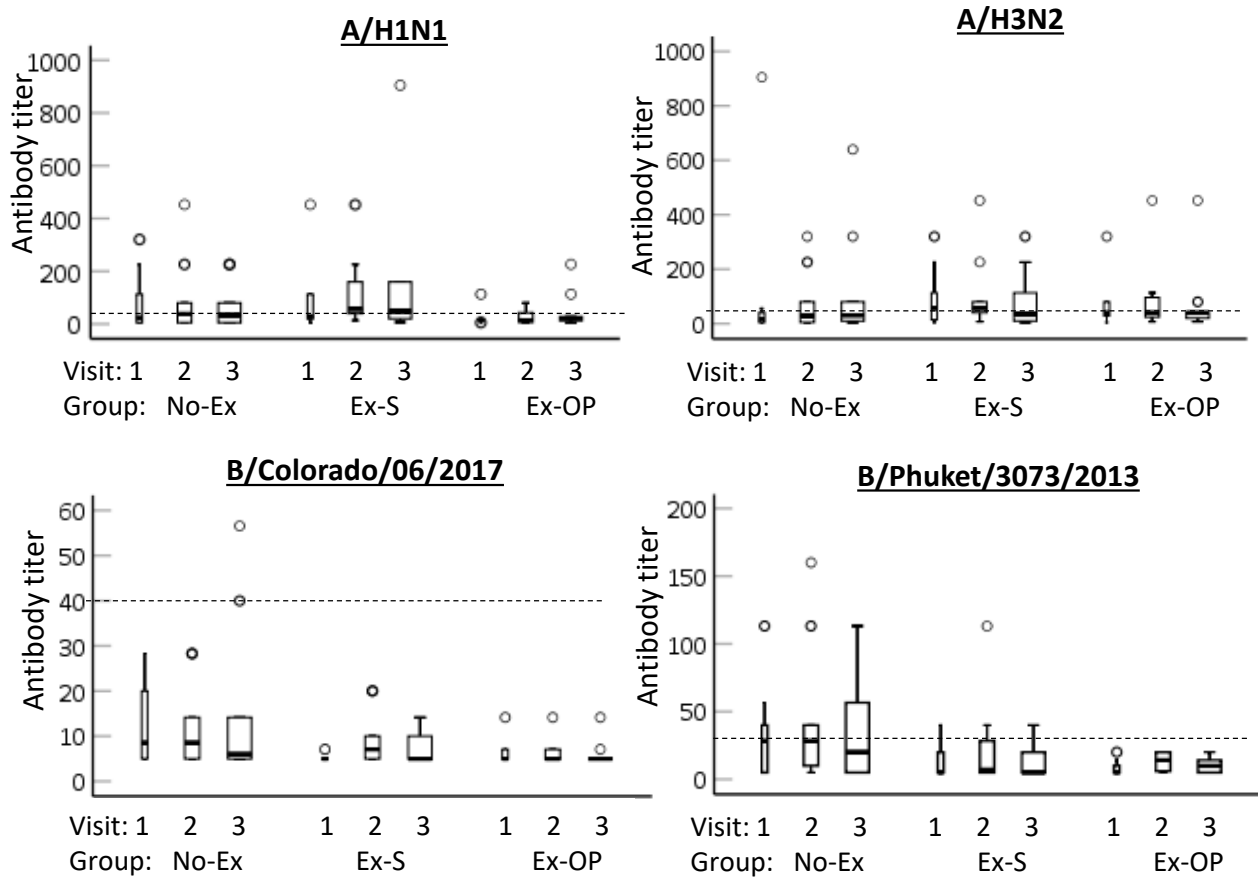 A/H1N1
Antibody titer
1000
800
600
400
200
0
Visit: 1 2 3 1 2 3 1 2 3
Group: No-Ex Ex-S Ex-OP
A/H3N2
Antibody titer
1000
800
600
400
200
0
Visit: 1 2 3 1 2 3 1 2 3
Group: No-Ex Ex-S Ex-OP
B/Colorado/06/2017
Antibody titer
60
50
40
30
20
10
0
Visit: 1 2 3 1 2 3 1 2 3
Group: No-Ex Ex-S Ex-OP
B/Phuket/3073/2013
Antibody titer
200
150
100
50
0
Visit: 1 2 3 1 2 3 1 2 3
Group: No-Ex Ex-S Ex-OP